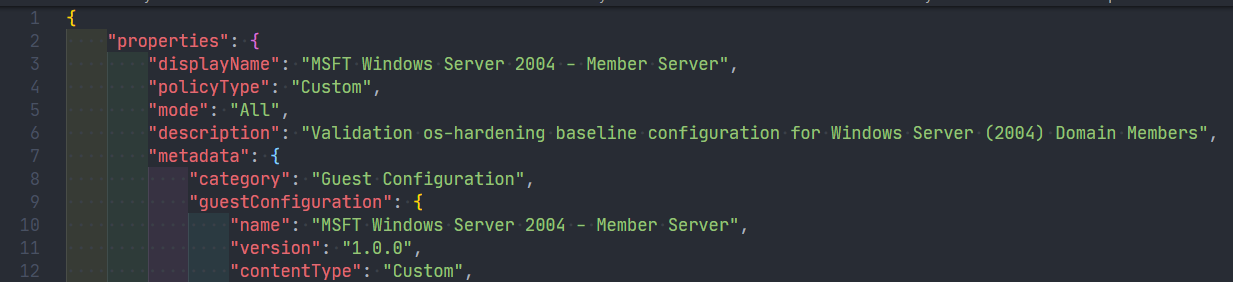 1 {
2 "properties": {
3 "displayName": "MSFT Windows Server 2004 - Member Server",
4 "policyType": "Custom",
5 "mode": "All",
6 "description": "Validation os-hardening baseline configuration for Windows Server (2004) Domain Members",
7 "metadata": {
8 "category": "Guest Configuration",
9 "guestConfiguration": {
10 "name": "MSFT Windows Server 2004 - Member Server",
11 "version": "1.0.0",
12 "contentType": "Custom",